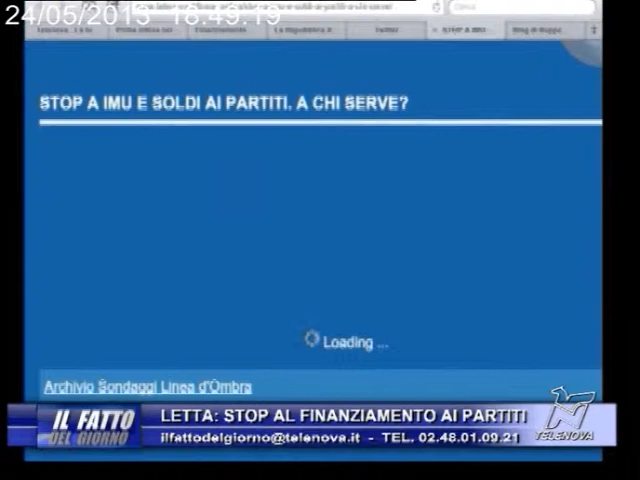 24/05/2013 18:49:19
STOP A IMU
STOP A IMU E SOLDI AI PARTITI. A CHI SERVE?
Loading ...
Archivio Sondaggi Linea d'Ombra
IL FATTO
DEL GIORNO
LETTA: STOP AL FINANZIAMENTO AI PARTITI
ilfattodelgiorno@telenova.it - TEL. 02.48.01.09.21
TELENOVA